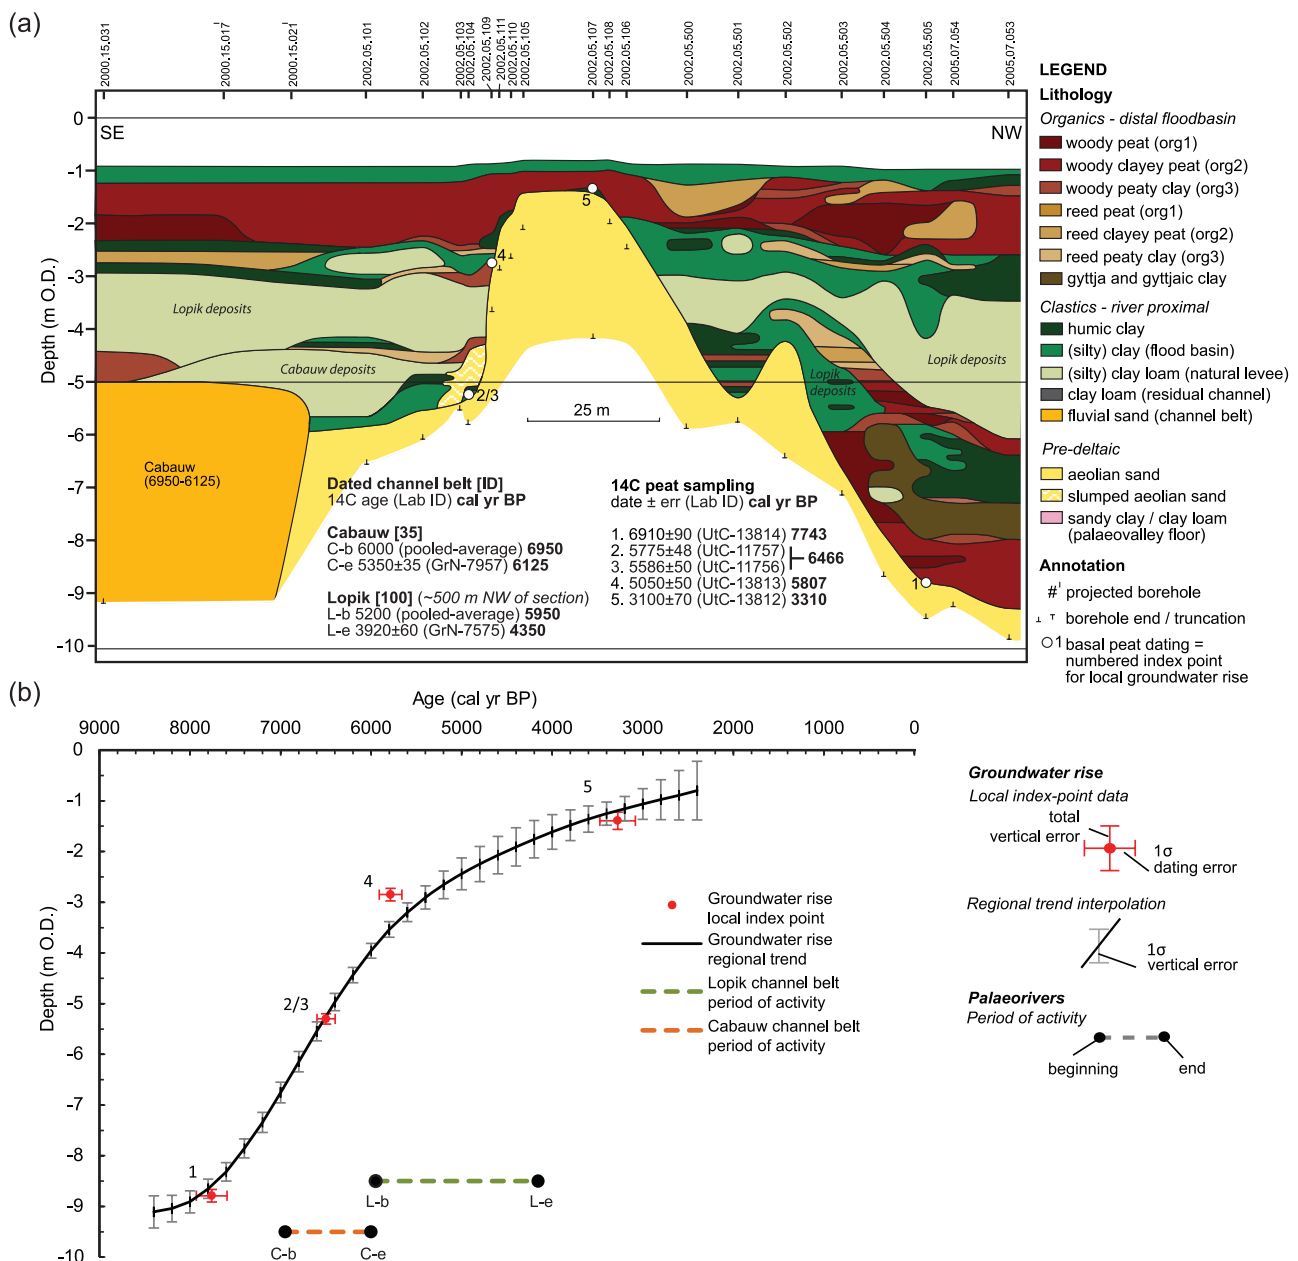 (a)
2000.15.031
2000.15.017
2000.15.021
2002.05.101
2002.05.102
2002.05.103
2002.05.104
2002.05.109
2002.05.111
2002.05.110
2002.05.105
2002.05.107
2002.05.108
2002.05.106
2002.05.500
2002.05.501
2002.05.502
2002.05.503
2002.05.504
2002.05.505
2005.07.054
2005.07.053
Depth (m O.D.)
0
-1
-2
-3
-4
-5
-6
-7
-8
-9
-10
SE
NW
5
4
2/3
1
Lopik deposits
Cabauw deposits
Lopik
deposits
Lopik deposits
25 m
Cabauw
(6950-6125)
Dated channel belt [ID]
14C age (Lab ID) cal yr BP
Cabauw [35]
C-b 6000 (pooled-average) 6950
C-e 5350±35 (GrN-7957) 6125
Lopik [100] (~500 m NW of section)
L-b 5200 (pooled-average) 5950
L-e 3920±60 (GrN-7575) 4350
14C peat sampling
date ± err (Lab ID) cal yr BP
1. 6910±90 (UtC-13814) 7743
2. 5775±48 (UtC-11757)
3. 5586±50 (UtC-11756)
6466
4. 5050±50 (UtC-13813) 5807
5. 3100±70 (UtC-13812) 3310
LEGEND
Lithology
Organics - distal floodbasin
woody peat (org1)
woody clayey peat (org2)
woody peaty clay (org3)
reed peat (org1)
reed clayey peat (org2)
reed peaty clay (org3)
gyttja and gyttjaic clay
Clastics - river proximal
humic clay
(silty) clay (flood basin)
(silty) clay loam (natural levee)
clay loam (residual channel)
fluvial sand (channel belt)
Pre-deltaic
aeolian sand
slumped aeolian sand
sandy clay / clay loam
(palaeovalley floor)
Annotation
# projected borehole
borehole end / truncation
1 basal peat dating =
numbered index point
for local groundwater rise
(b)
Age (cal yr BP)
9000 8000 7000 6000 5000 4000 3000 2000 1000 0
Depth (m O.D.)
0
-1
-2
-3
-4
-5
-6
-7
-8
-9
-10
5
4
2/3
1
L-b
L-e
C-b
C-e
Groundwater rise
local index point
Groundwater rise
regional trend
Lopik channel belt
period of activity
Cabauw channel belt
period of activity
Groundwater rise
Local index-point data
total
vertical error
1σ
dating error
Regional trend interpolation
1σ
vertical error
Palaeorivers
Period of activity
beginning
end